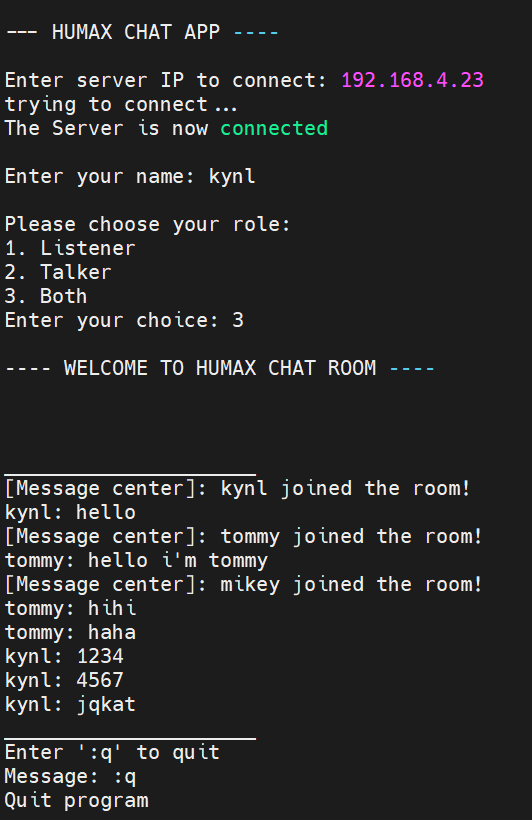 --- HUMAX CHAT APP ----
Enter server IP to connect: 192.168.4.23
trying to connect...
The Server is now connected
Enter your name: kynl
Please choose your role:
1. Listener
2. Talker
3. Both
Enter your choice: 3
---- WELCOME TO HUMAX CHAT ROOM ----
_____________________
[Message center]: kynl joined the room!
kynl: hello
[Message center]: tommy joined the room!
tommy: hello i'm tommy
[Message center]: mikey joined the room!
tommy: hihi
tommy: haha
kynl: 1234
kynl: 4567
kynl: jqkat
_____________________
Enter ':q' to quit
Message: :q
Quit program